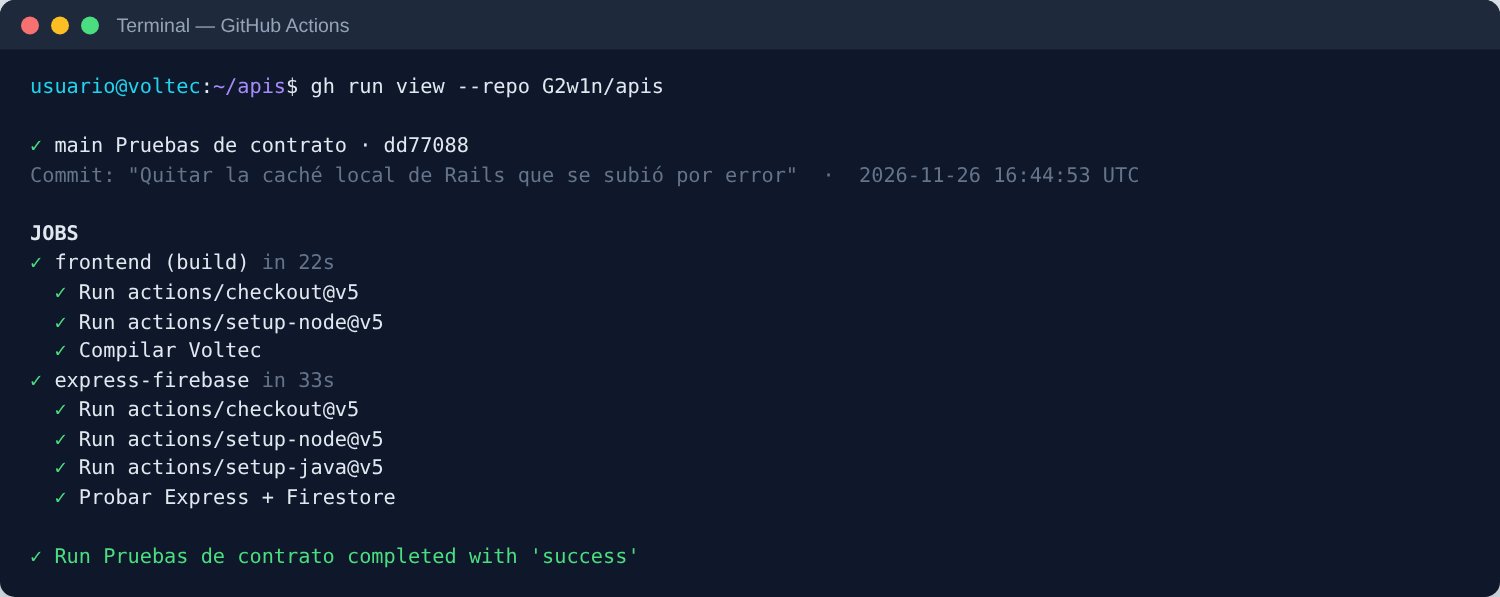 Terminal — GitHub Actions
usuario@voltec:~/apis$ gh run view --repo G2w1n/apis
✓ main Pruebas de contrato · dd77088
Commit: "Quitar la caché local de Rails que se subió por error" · 2026-11-26 16:44:53 UTC
JOBS
✓ frontend (build) in 22s
✓ Run actions/checkout@v5
✓ Run actions/setup-node@v5
✓ Compilar Voltec
✓ express-firebase in 33s
✓ Run actions/checkout@v5
✓ Run actions/setup-node@v5
✓ Run actions/setup-java@v5
✓ Probar Express + Firestore
✓ Run Pruebas de contrato completed with 'success'